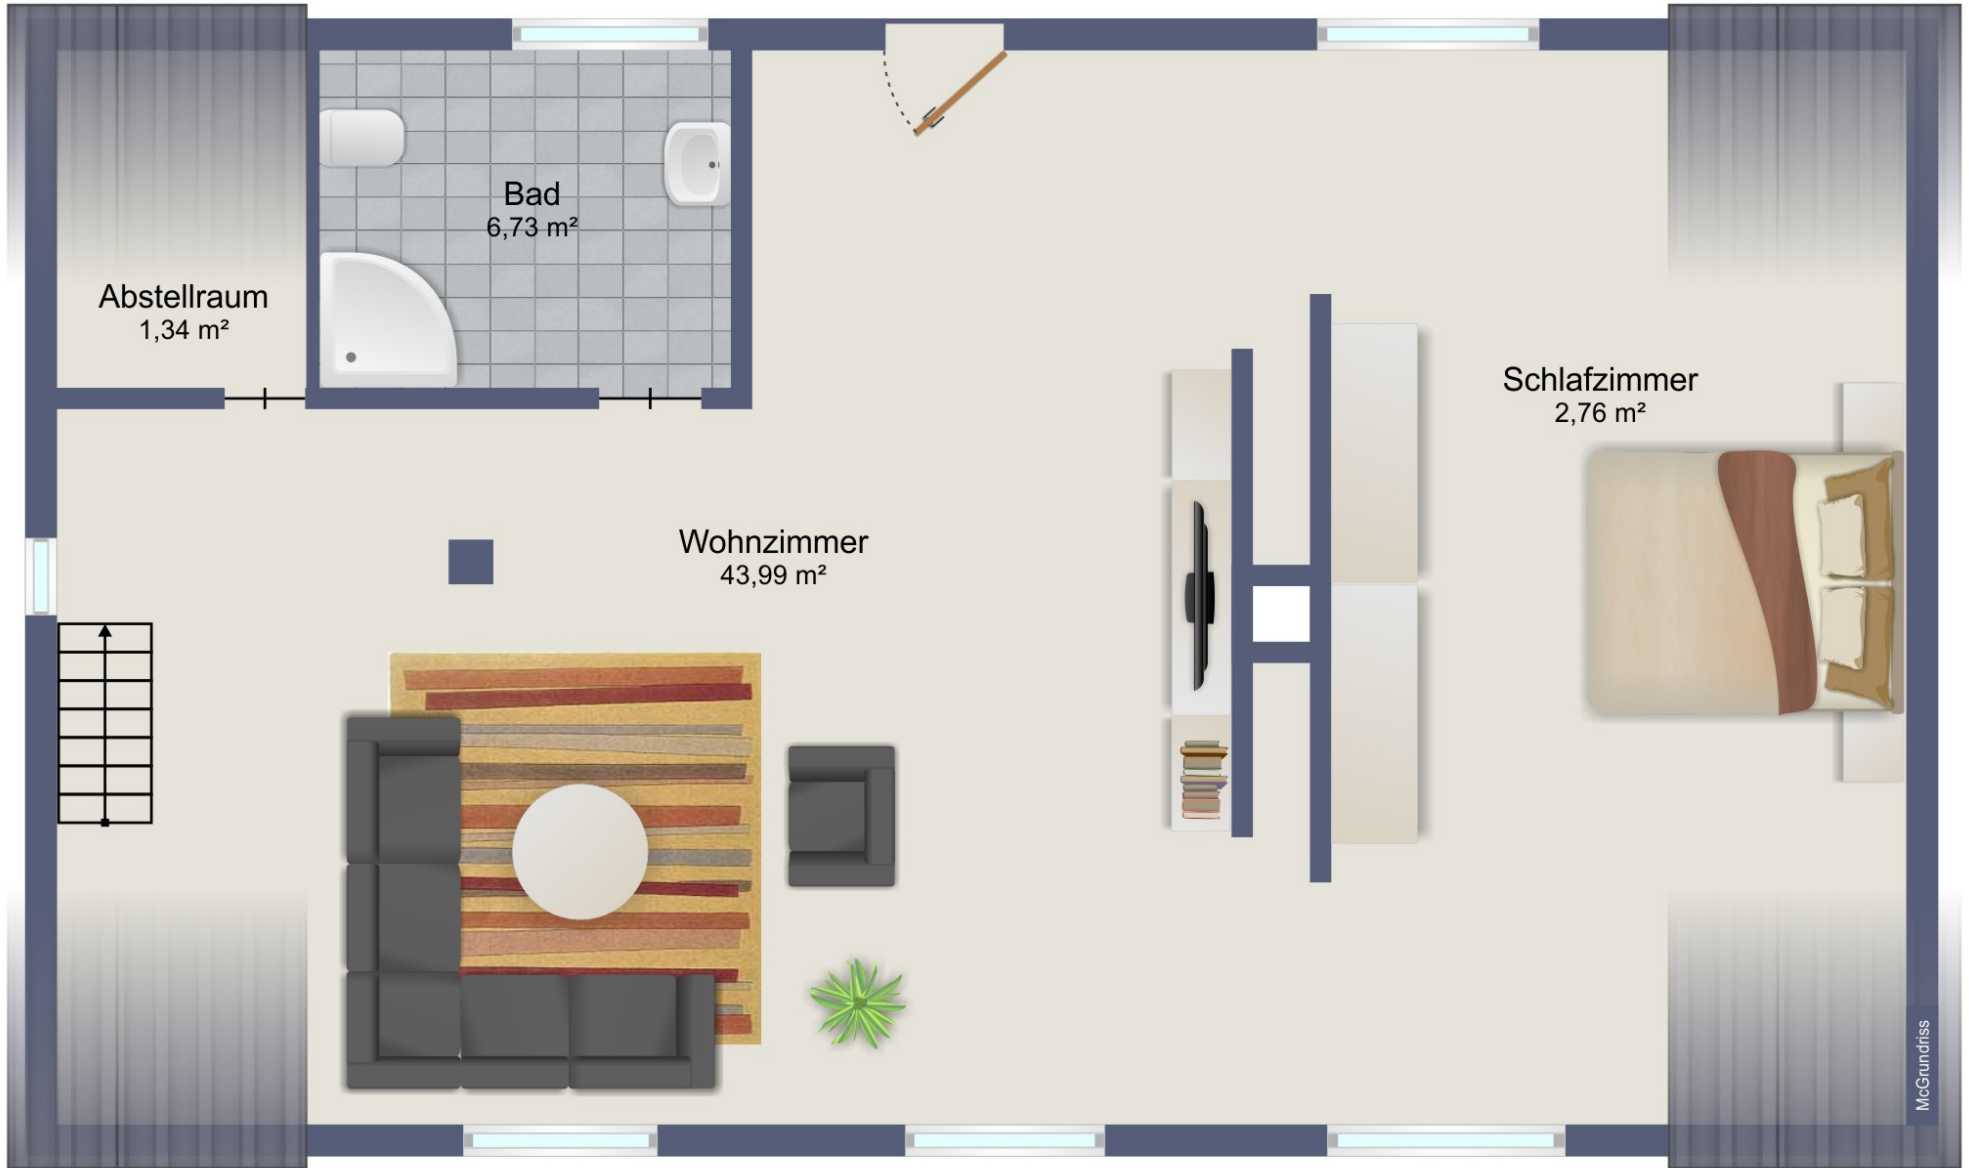 Bad
6,73 m²
Abstellraum
1,34 m²
Schlafzimmer
2,76 m²
Wohnzimmer
43,99 m²
McGrundriss